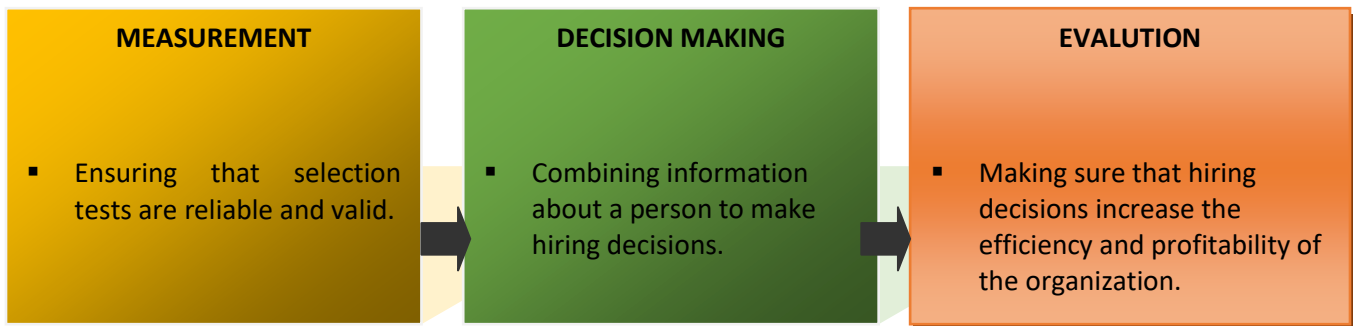 MEASUREMENT
▪ Ensuring that selection
tests are reliable and valid.
DECISION MAKING
▪ Combining information
about a person to make
hiring decisions.
EVALUTION
▪ Making sure that hiring
decisions increase the
efficiency and profitability of
the organization.